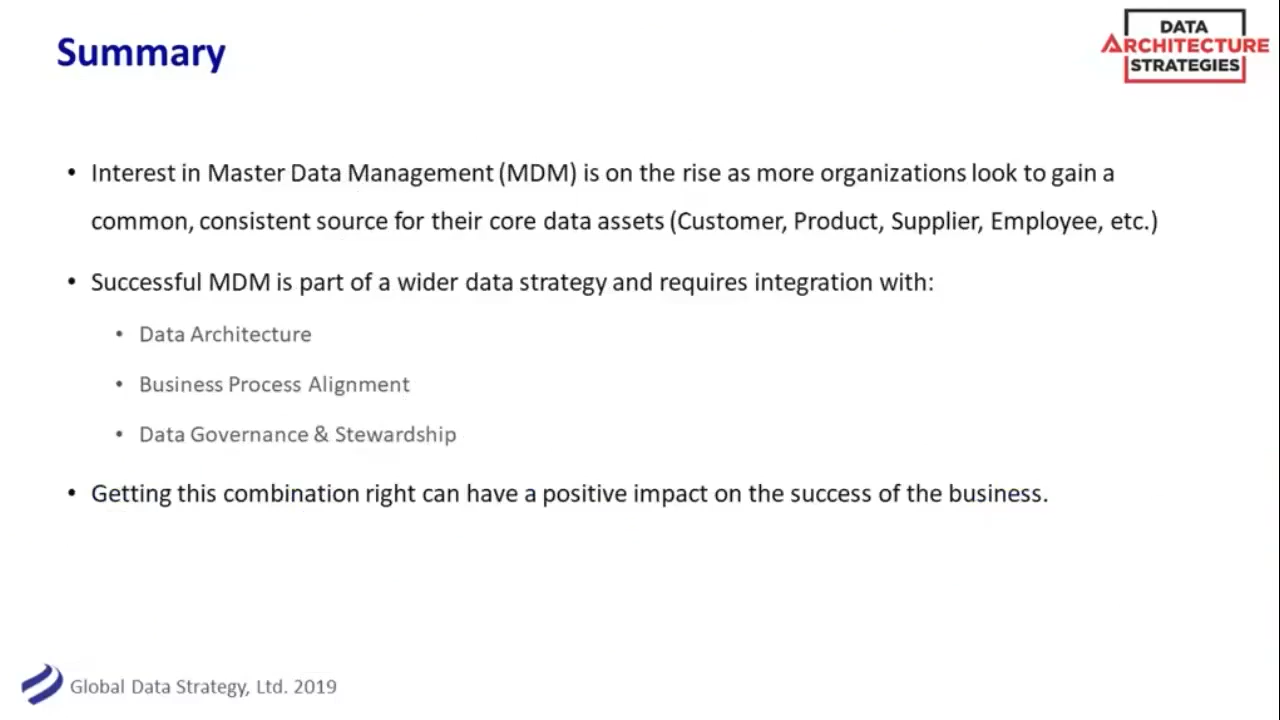 Summary
DATA
ARCHITECTURE
STRATEGIES
• Interest in Master Data Management (MDM) is on the rise as more organizations look to gain a
common, consistent source for their core data assets (Customer, Product, Supplier, Employee, etc.)
• Successful MDM is part of a wider data strategy and requires integration with:
• Data Architecture
• Business Process Alignment
• Data Governance & Stewardship
• Getting this combination right can have a positive impact on the success of the business.
Global Data Strategy, Ltd. 2019